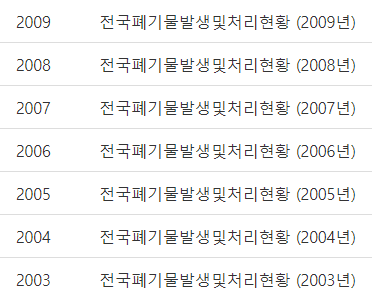 2009 전국폐기물발생및처리현황 (2009년)
2008 전국폐기물발생및처리현황 (2008년)
2007 전국폐기물발생및처리현황 (2007년)
2006 전국폐기물발생및처리현황 (2006년)
2005 전국폐기물발생및처리현황 (2005년)
2004 전국폐기물발생및처리현황 (2004년)
2003 전국폐기물발생및처리현황 (2003년)